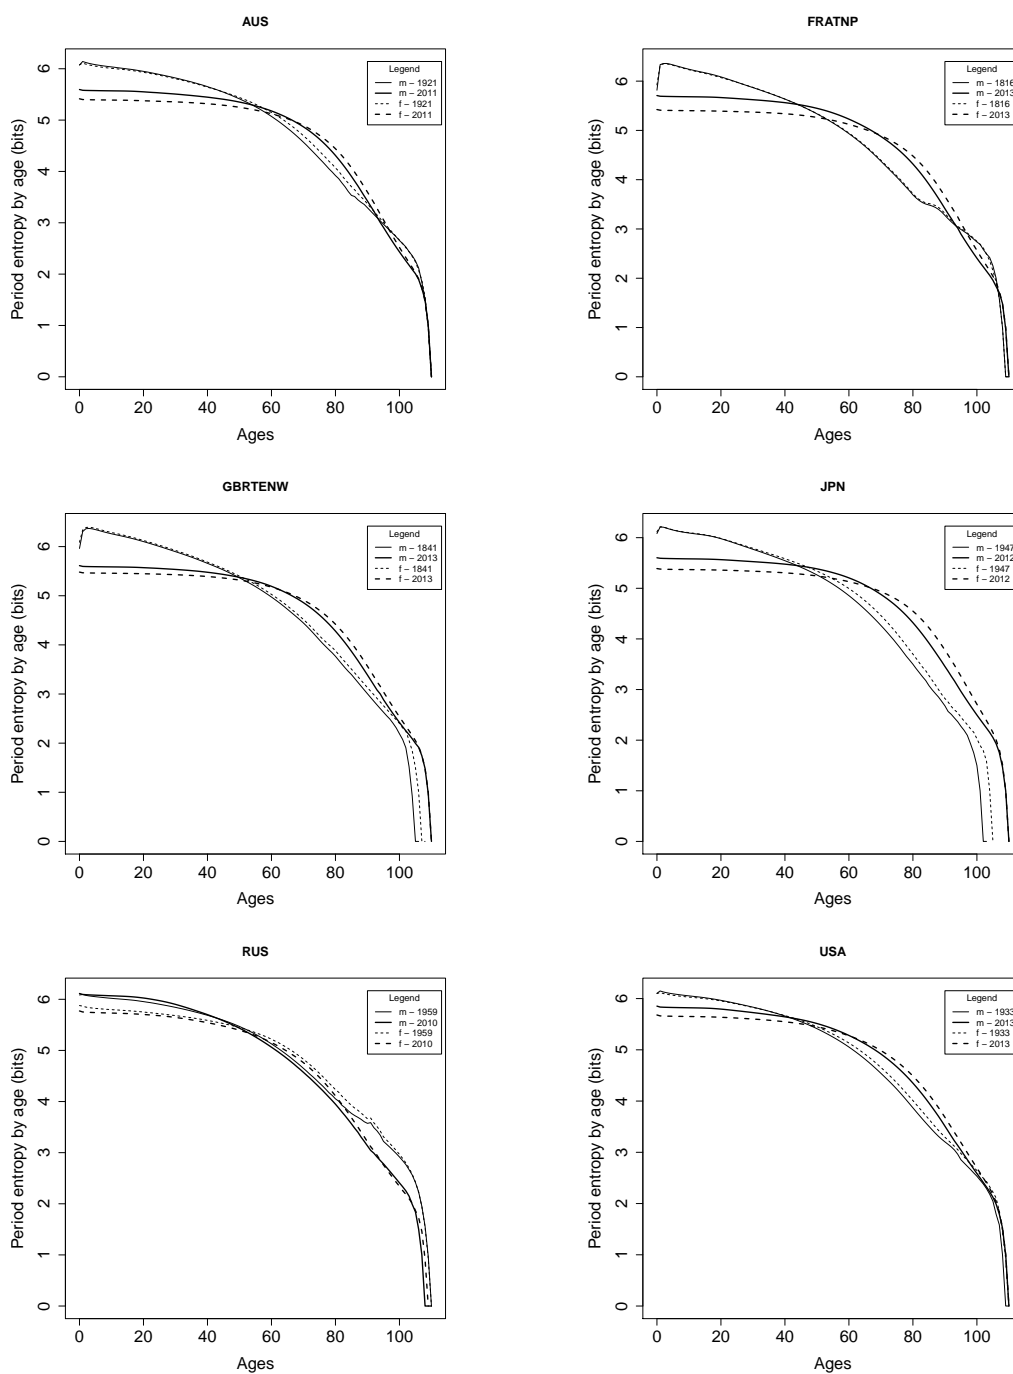 AUS
Period entropy by age (bits)
6
5
4
3
2
1
0
0 20 40 60 80 100
Ages
Legend
m − 1921
m − 2011
f − 1921
f − 2011
FRATNP
Period entropy by age (bits)
6
5
4
3
2
1
0
0 20 40 60 80 100
Ages
Legend
m − 1816
m − 2013
f − 1816
f − 2013
GBRTENW
Period entropy by age (bits)
6
5
4
3
2
1
0
0 20 40 60 80 100
Ages
Legend
m − 1841
m − 2013
f − 1841
f − 2013
JPN
Period entropy by age (bits)
6
5
4
3
2
1
0
0 20 40 60 80 100
Ages
Legend
m − 1947
m − 2012
f − 1947
f − 2012
RUS
Period entropy by age (bits)
6
5
4
3
2
1
0
0 20 40 60 80 100
Ages
Legend
m − 1959
m − 2010
f − 1959
f − 2010
USA
Period entropy by age (bits)
6
5
4
3
2
1
0
0 20 40 60 80 100
Ages
Legend
m − 1933
m − 2013
f − 1933
f − 2013